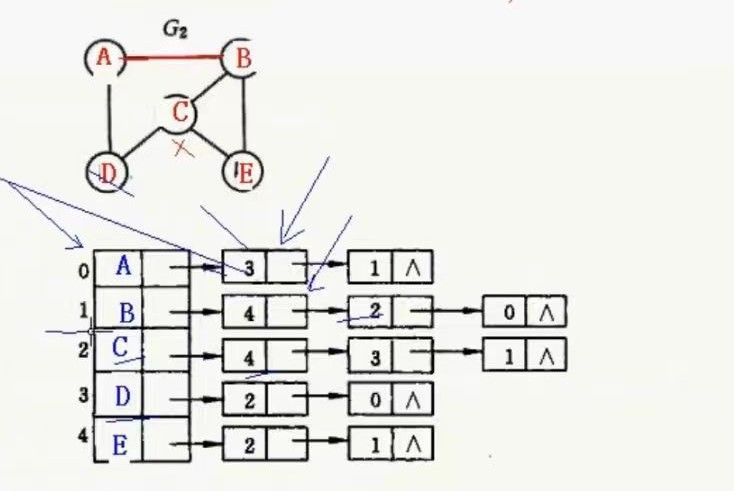 G₂
A B
C
D E
0 A 3 1 ∧
1 B 4 2 0 ∧
2 C 4 3 1 ∧
3 D 2 0 ∧
4 E 2 1 ∧